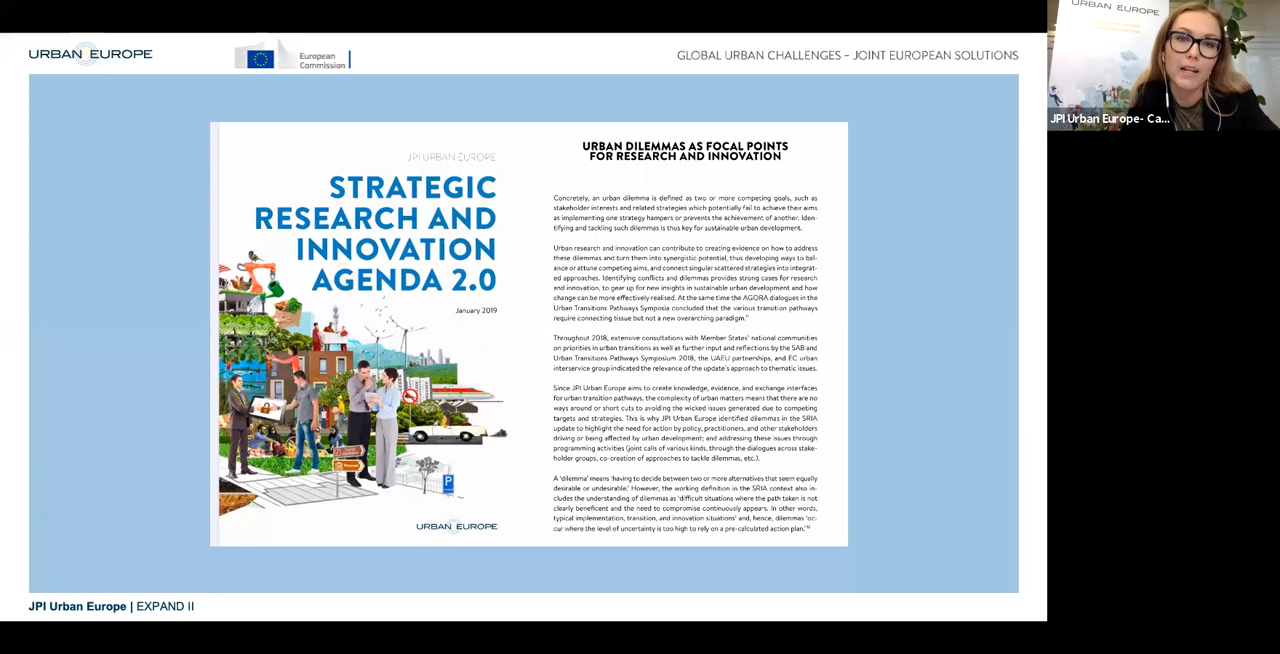 URBAN EUROPE
European
Commission
GLOBAL URBAN CHALLENGES – JOINT EUROPEAN SOLUTIONS
URBAN EUROPE
JPI Urban Europe- Ca...
JPI URBAN EUROPE
STRATEGIC
RESEARCH AND
INNOVATION
AGENDA 2.0
January 2019
P
URBAN EUROPE
URBAN DILEMMAS AS FOCAL POINTS
FOR RESEARCH AND INNOVATION
Concretely, an urban dilemma is defined as two or more competing goals, such as
stakeholder interests and related strategies which potentially fail to achieve their aims
as implementing one strategy hampers or prevents the achievement of another. Iden-
tifying and tackling such dilemmas is thus key for sustainable urban development.
Urban research and innovation can contribute to creating evidence on how to address
these dilemmas and turn them into synergistic potential, thus developing ways to bal-
ance or attune competing aims, and connect singular scattered strategies into integrat-
ed approaches. Identifying conflicts and dilemmas provides strong cases for research
and innovation, to gear up for new insights in sustainable urban development and how
change can be more effectively realised. At the same time the AGORA dialogues in the
Urban Transitions Pathways Symposia concluded that the various transition pathways
require connecting tissue but not a new overarching paradigm.
Throughout 2018, extensive consultations with Member States' national communities
on priorities in urban transitions as well as further input and reflections by the SAB and
Urban Transitions Pathways Symposium 2018, the UAEU partnerships, and EC urban
interservice group indicated the relevance of the update's approach to thematic issues.
Since JPI Urban Europe aims to create knowledge, evidence, and exchange interfaces
for urban transition pathways, the complexity of urban matters means that there are no
ways around or short cuts to avoiding the wicked issues generated due to competing
targets and strategies. This is why JPI Urban Europe identified dilemmas in the SRIA
update to highlight the need for action by policy, practitioners, and other stakeholders
driving or being affected by urban development; and addressing these issues through
programming activities (joint calls of various kinds, through the dialogues across stake-
holder groups, co-creation of approaches to tackle dilemmas, etc.).
A 'dilemma' means 'having to decide between two or more alternatives that seem equally
desirable or undesirable.' However, the working definition in the SRIA context also in-
cludes the understanding of dilemmas as 'difficult situations where the path taken is not
clearly beneficent and the need to compromise continuously appears. In other words,
typical implementation, transition, and innovation situations' and, hence, dilemmas 'oc-
cur where the level of uncertainty is too high to rely on a pre-calculated action plan.'
JPI Urban Europe | EXPAND II